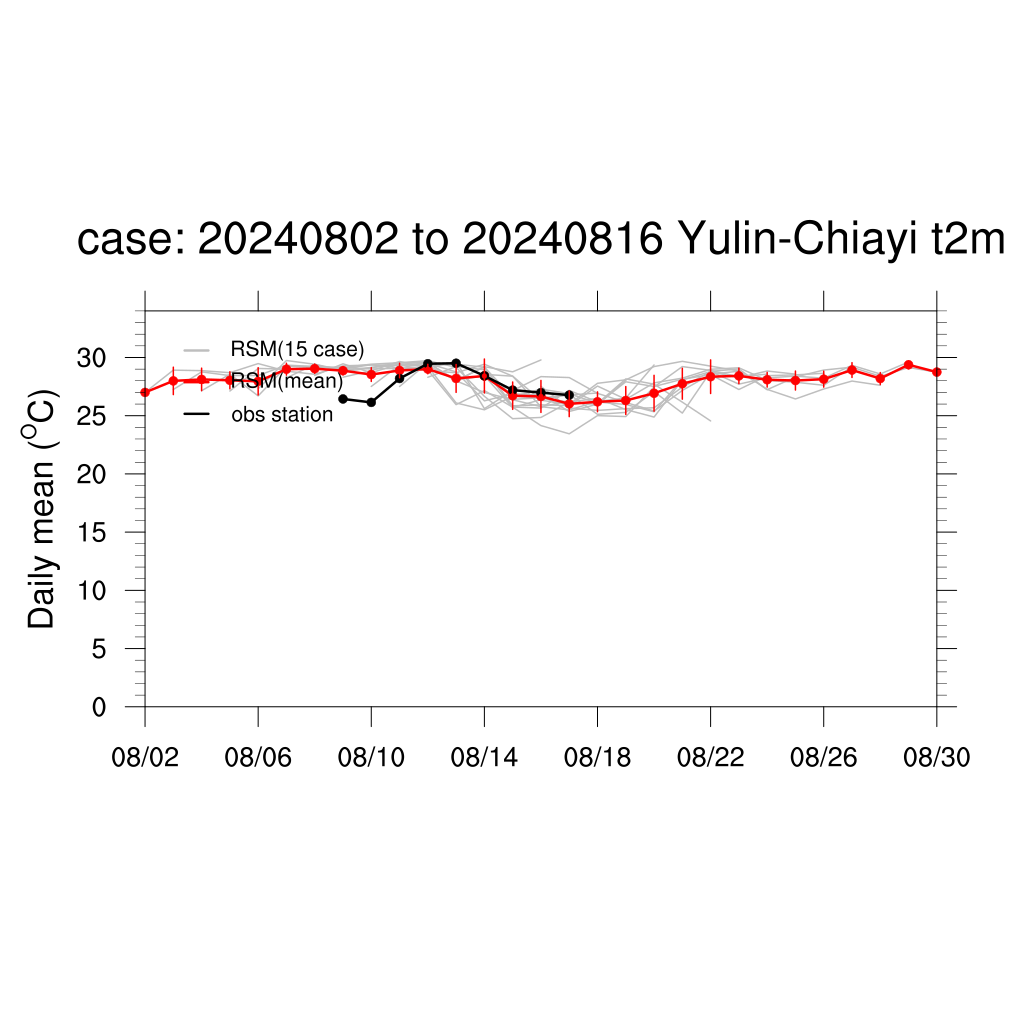 case: 20240802 to 20240816 Yulin-Chiayi t2m
Daily mean (°C)
30
25
20
15
10
5
0
RSM(15 case)
RSM(mean)
obs station
08/02 08/06 08/10 08/14 08/18 08/22 08/26 08/30